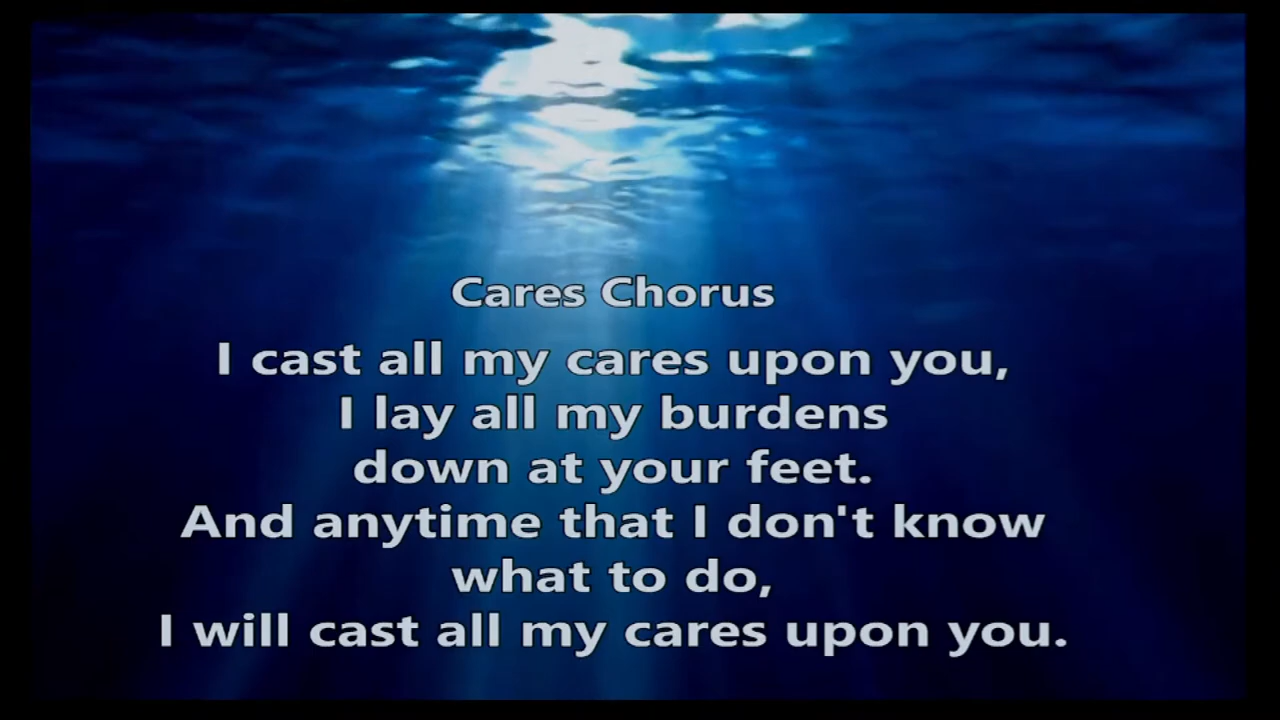 Cares Chorus
I cast all my cares upon you,
I lay all my burdens
down at your feet.
And anytime that I don't know
what to do,
I will cast all my cares upon you.